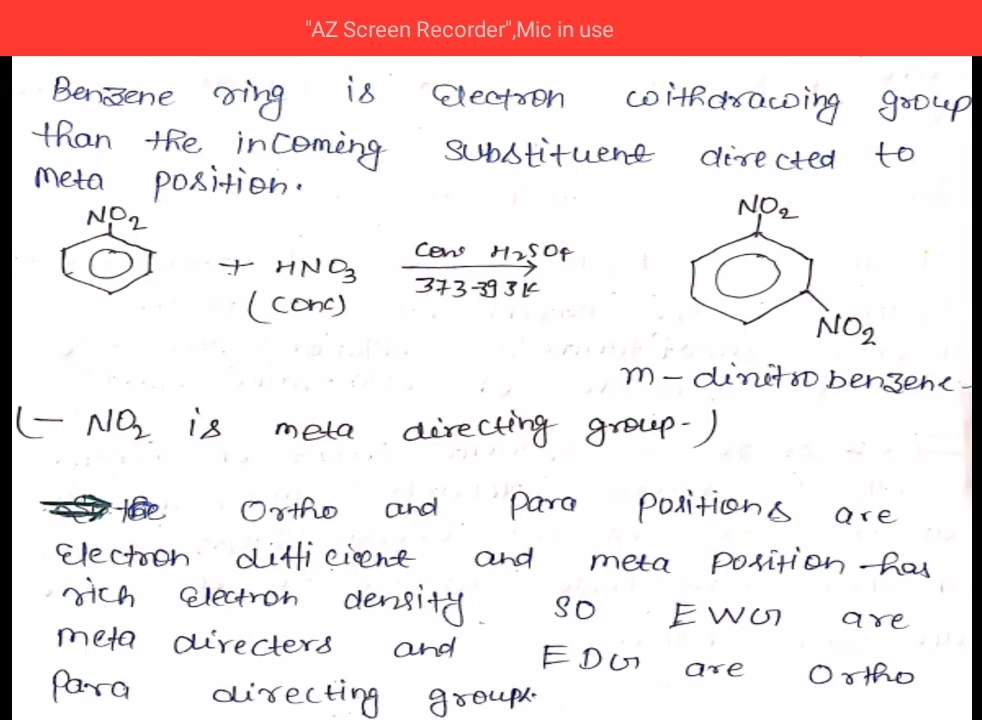 "AZ Screen Recorder",Mic in use
Benzene ring is electron withdrawing group
than the incoming substituent directed to
meta position.
NO2
NO2
+ HNO3
(conc)
Conc H2SO4
373-393K
NO2
m-dinitrobenzene-
(- NO2 is meta directing group-)
the Ortho and para positions are
electron difficient and meta position has
rich electron density. so EWG are
meta directers and EDG are Ortho
para directing groups.